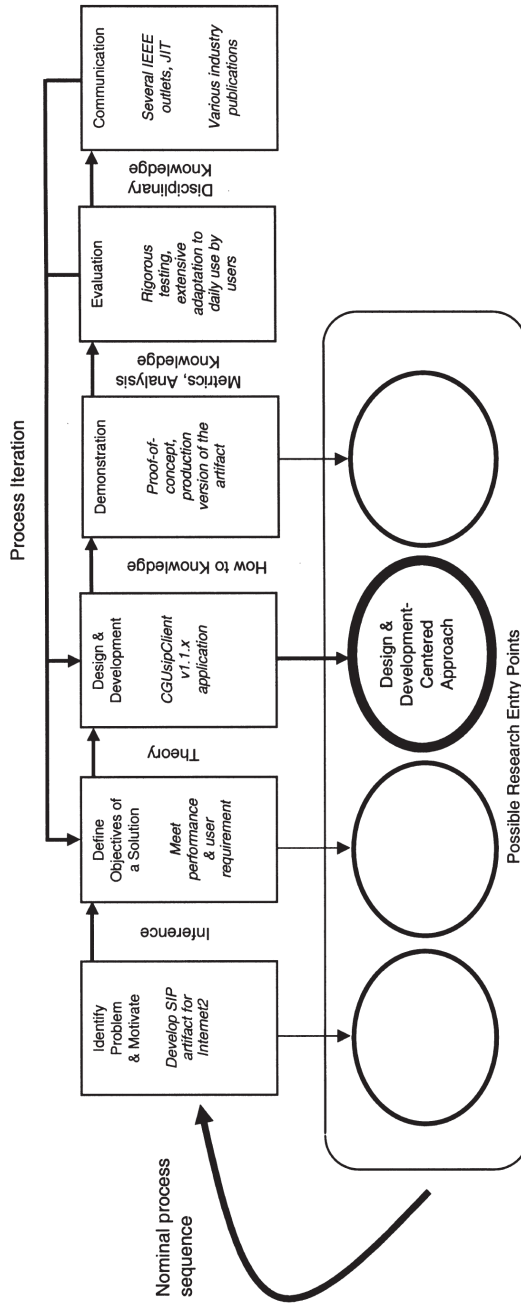 Process Iteration
Identify
Problem
& Motivate
Develop SIP
artifact for
Internet2
Inference
Define
Objectives of
a Solution
Meet
performance
& user
requirement
Theory
Design &
Development
CGUsipClient
v1.1.x
application
How to Knowledge
Demonstration
Proof-of-
concept,
production
version of the
artifact
Metrics, Analysis
Knowledge
Evaluation
Rigorous
testing,
extensive
adaptation to
daily use by
users
Disciplinary
Knowledge
Communication
Several IEEE
outlets, JIT
Various industry
publications
Nominal process
sequence
Design &
Development-
Centered
Approach
Possible Research Entry Points